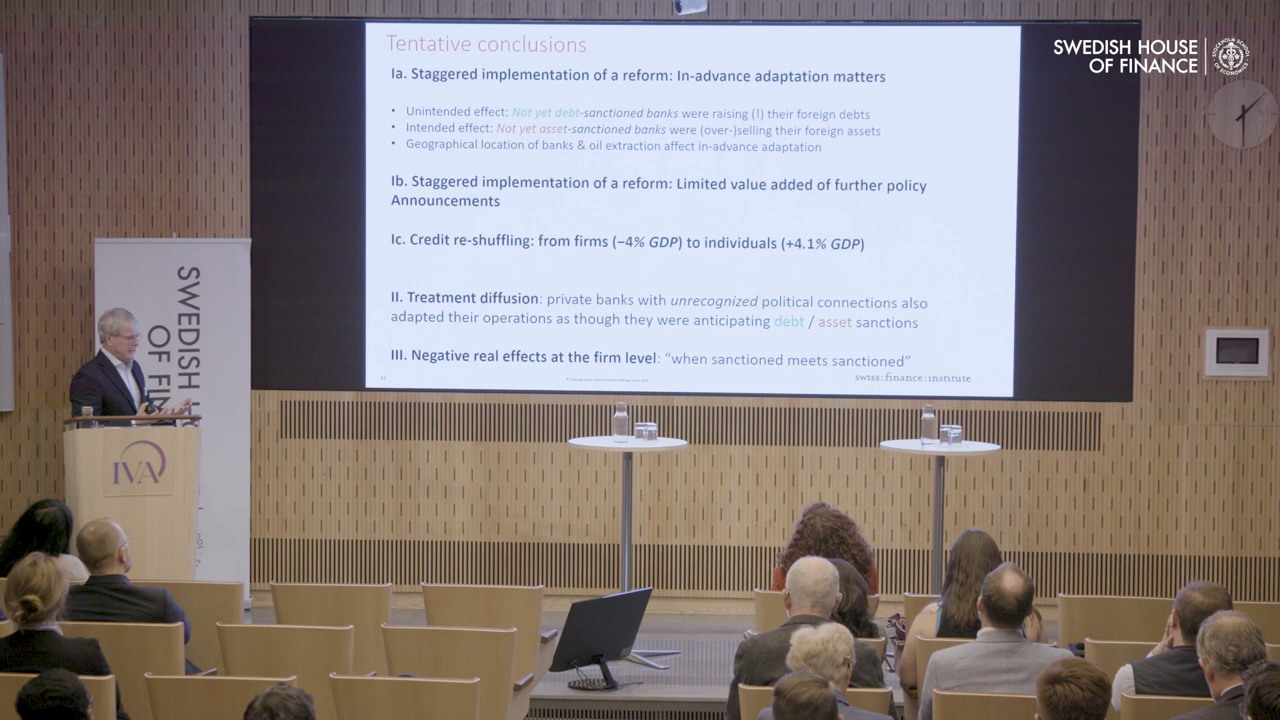 Tentative conclusions
Ia. Staggered implementation of a reform: In-advance adaptation matters
• Unintended effect: Not yet debt-sanctioned banks were raising (!) their foreign debts
• Intended effect: Not yet asset-sanctioned banks were (over-)selling their foreign assets
• Geographical location of banks & oil extraction affect in-advance adaptation
Ib. Staggered implementation of a reform: Limited value added of further policy
Announcements
Ic. Credit re-shuffling: from firms (−4% GDP) to individuals (+4.1% GDP)
II. Treatment diffusion: private banks with unrecognized political connections also
adapted their operations as though they were anticipating debt / asset sanctions
III. Negative real effects at the firm level: “when sanctioned meets sanctioned”
swiss:finance:institute
SWEDISH HOUSE
OF FINANCE
STOCKHOLM SCHOOL OF ECONOMICS
SWEDISH
OF
IVA